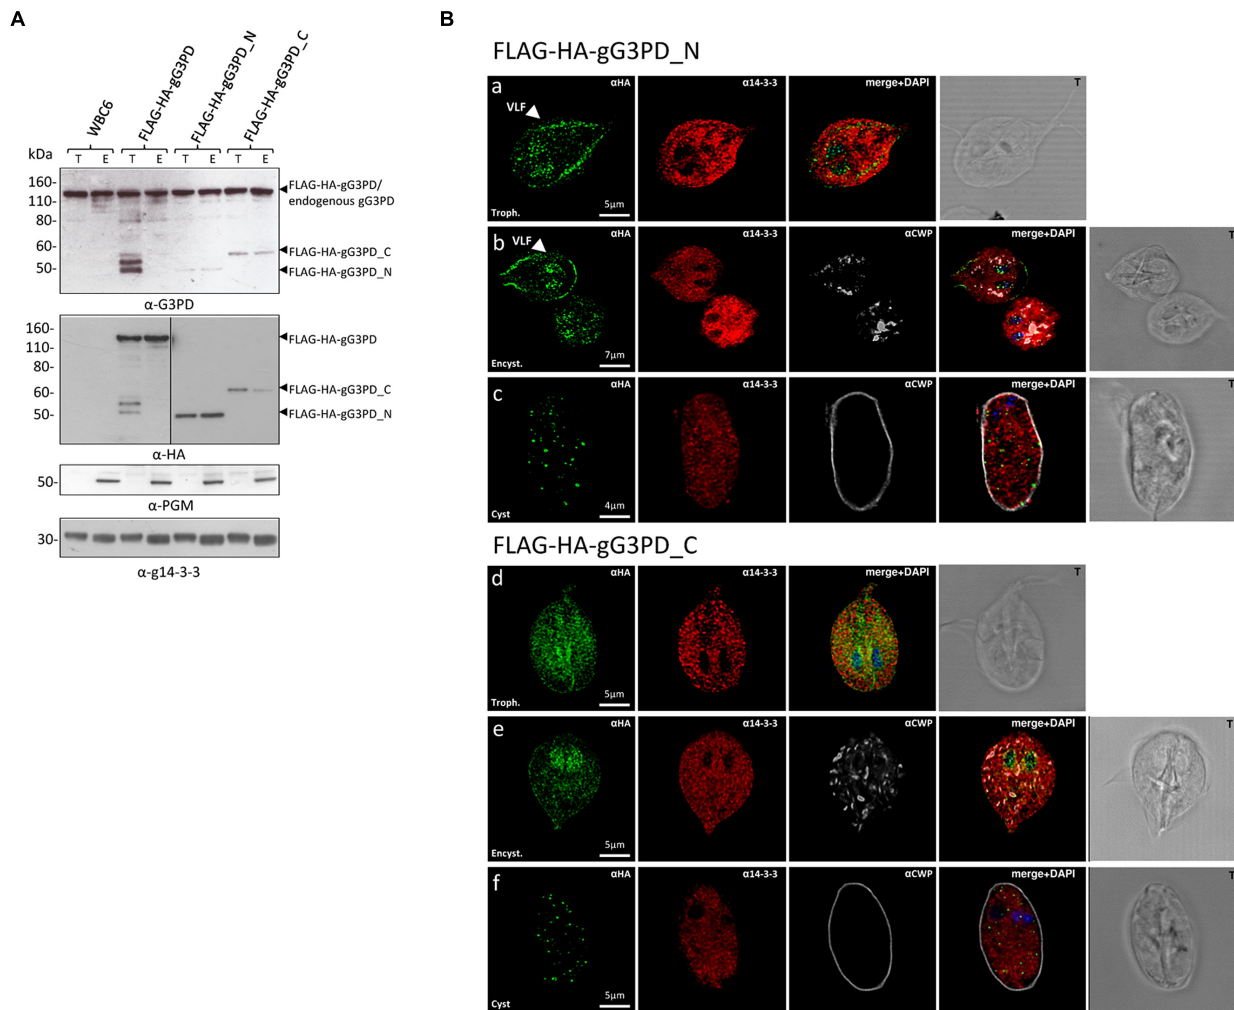 A
WBC6
FLAG-HA-gG3PD
FLAG-HA-gG3PD_N
FLAG-HA-gG3PD_C
kDa
T E T E T E T E
160-
110-
80-
60-
50-
FLAG-HA-gG3PD/
endogenous gG3PD
FLAG-HA-gG3PD_C
FLAG-HA-gG3PD_N
α-G3PD
160-
110-
80-
60-
50-
FLAG-HA-gG3PD
FLAG-HA-gG3PD_C
FLAG-HA-gG3PD_N
α-HA
50-
α-PGM
30-
α-g14-3-3
B
FLAG-HA-gG3PD_N
a αHA α14-3-3 merge+DAPI T
VLF
5μm
Troph.
b αHA α14-3-3 αCWP merge+DAPI T
VLF
7μm
Encyst.
c αHA α14-3-3 αCWP merge+DAPI T
4μm
Cyst
FLAG-HA-gG3PD_C
d αHA α14-3-3 merge+DAPI T
5μm
Troph.
e αHA α14-3-3 αCWP merge+DAPI T
5μm
Encyst.
f αHA α14-3-3 αCWP merge+DAPI T
5μm
Cyst